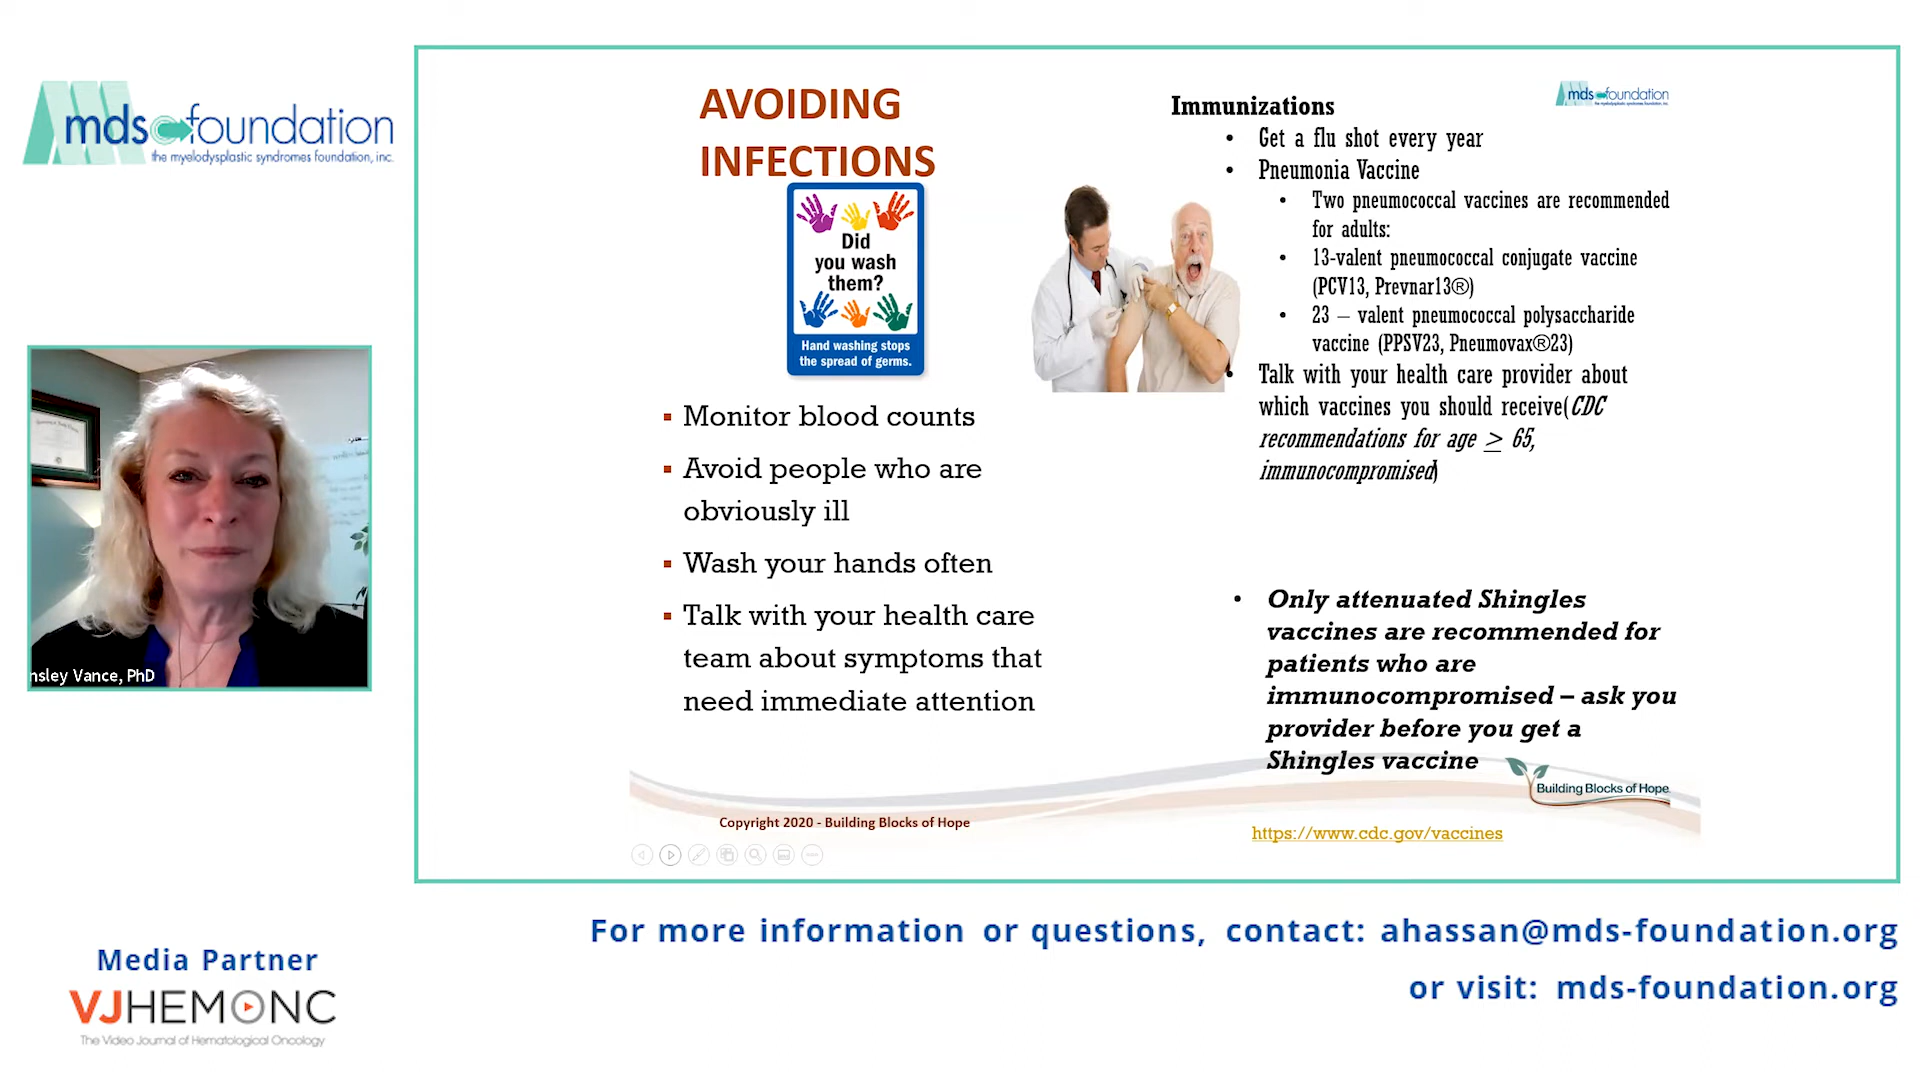 mds foundation
the myelodysplastic syndromes foundation, inc.
nsley Vance, PhD
Media Partner
VJHEMONC
The Video Journal of Hematological Oncology
AVOIDING
INFECTIONS
Did
you wash
them?
Hand washing stops
the spread of germs.
▪ Monitor blood counts
▪ Avoid people who are
obviously ill
▪ Wash your hands often
▪ Talk with your health care
team about symptoms that
need immediate attention
mds foundation
Immunizations
• Get a flu shot every year
• Pneumonia Vaccine
• Two pneumococcal vaccines are recommended
for adults:
• 13-valent pneumococcal conjugate vaccine
(PCV13, Prevnar13®)
• 23 – valent pneumococcal polysaccharide
vaccine (PPSV23, Pneumovax®23)
• Talk with your health care provider about
which vaccines you should receive(CDC
recommendations for age ≥ 65,
immunocompromised)
• Only attenuated Shingles
vaccines are recommended for
patients who are
immunocompromised – ask you
provider before you get a
Shingles vaccine
Building Blocks of Hope
Copyright 2020 - Building Blocks of Hope
https://www.cdc.gov/vaccines
For more information or questions, contact: ahassan@mds-foundation.org
or visit: mds-foundation.org